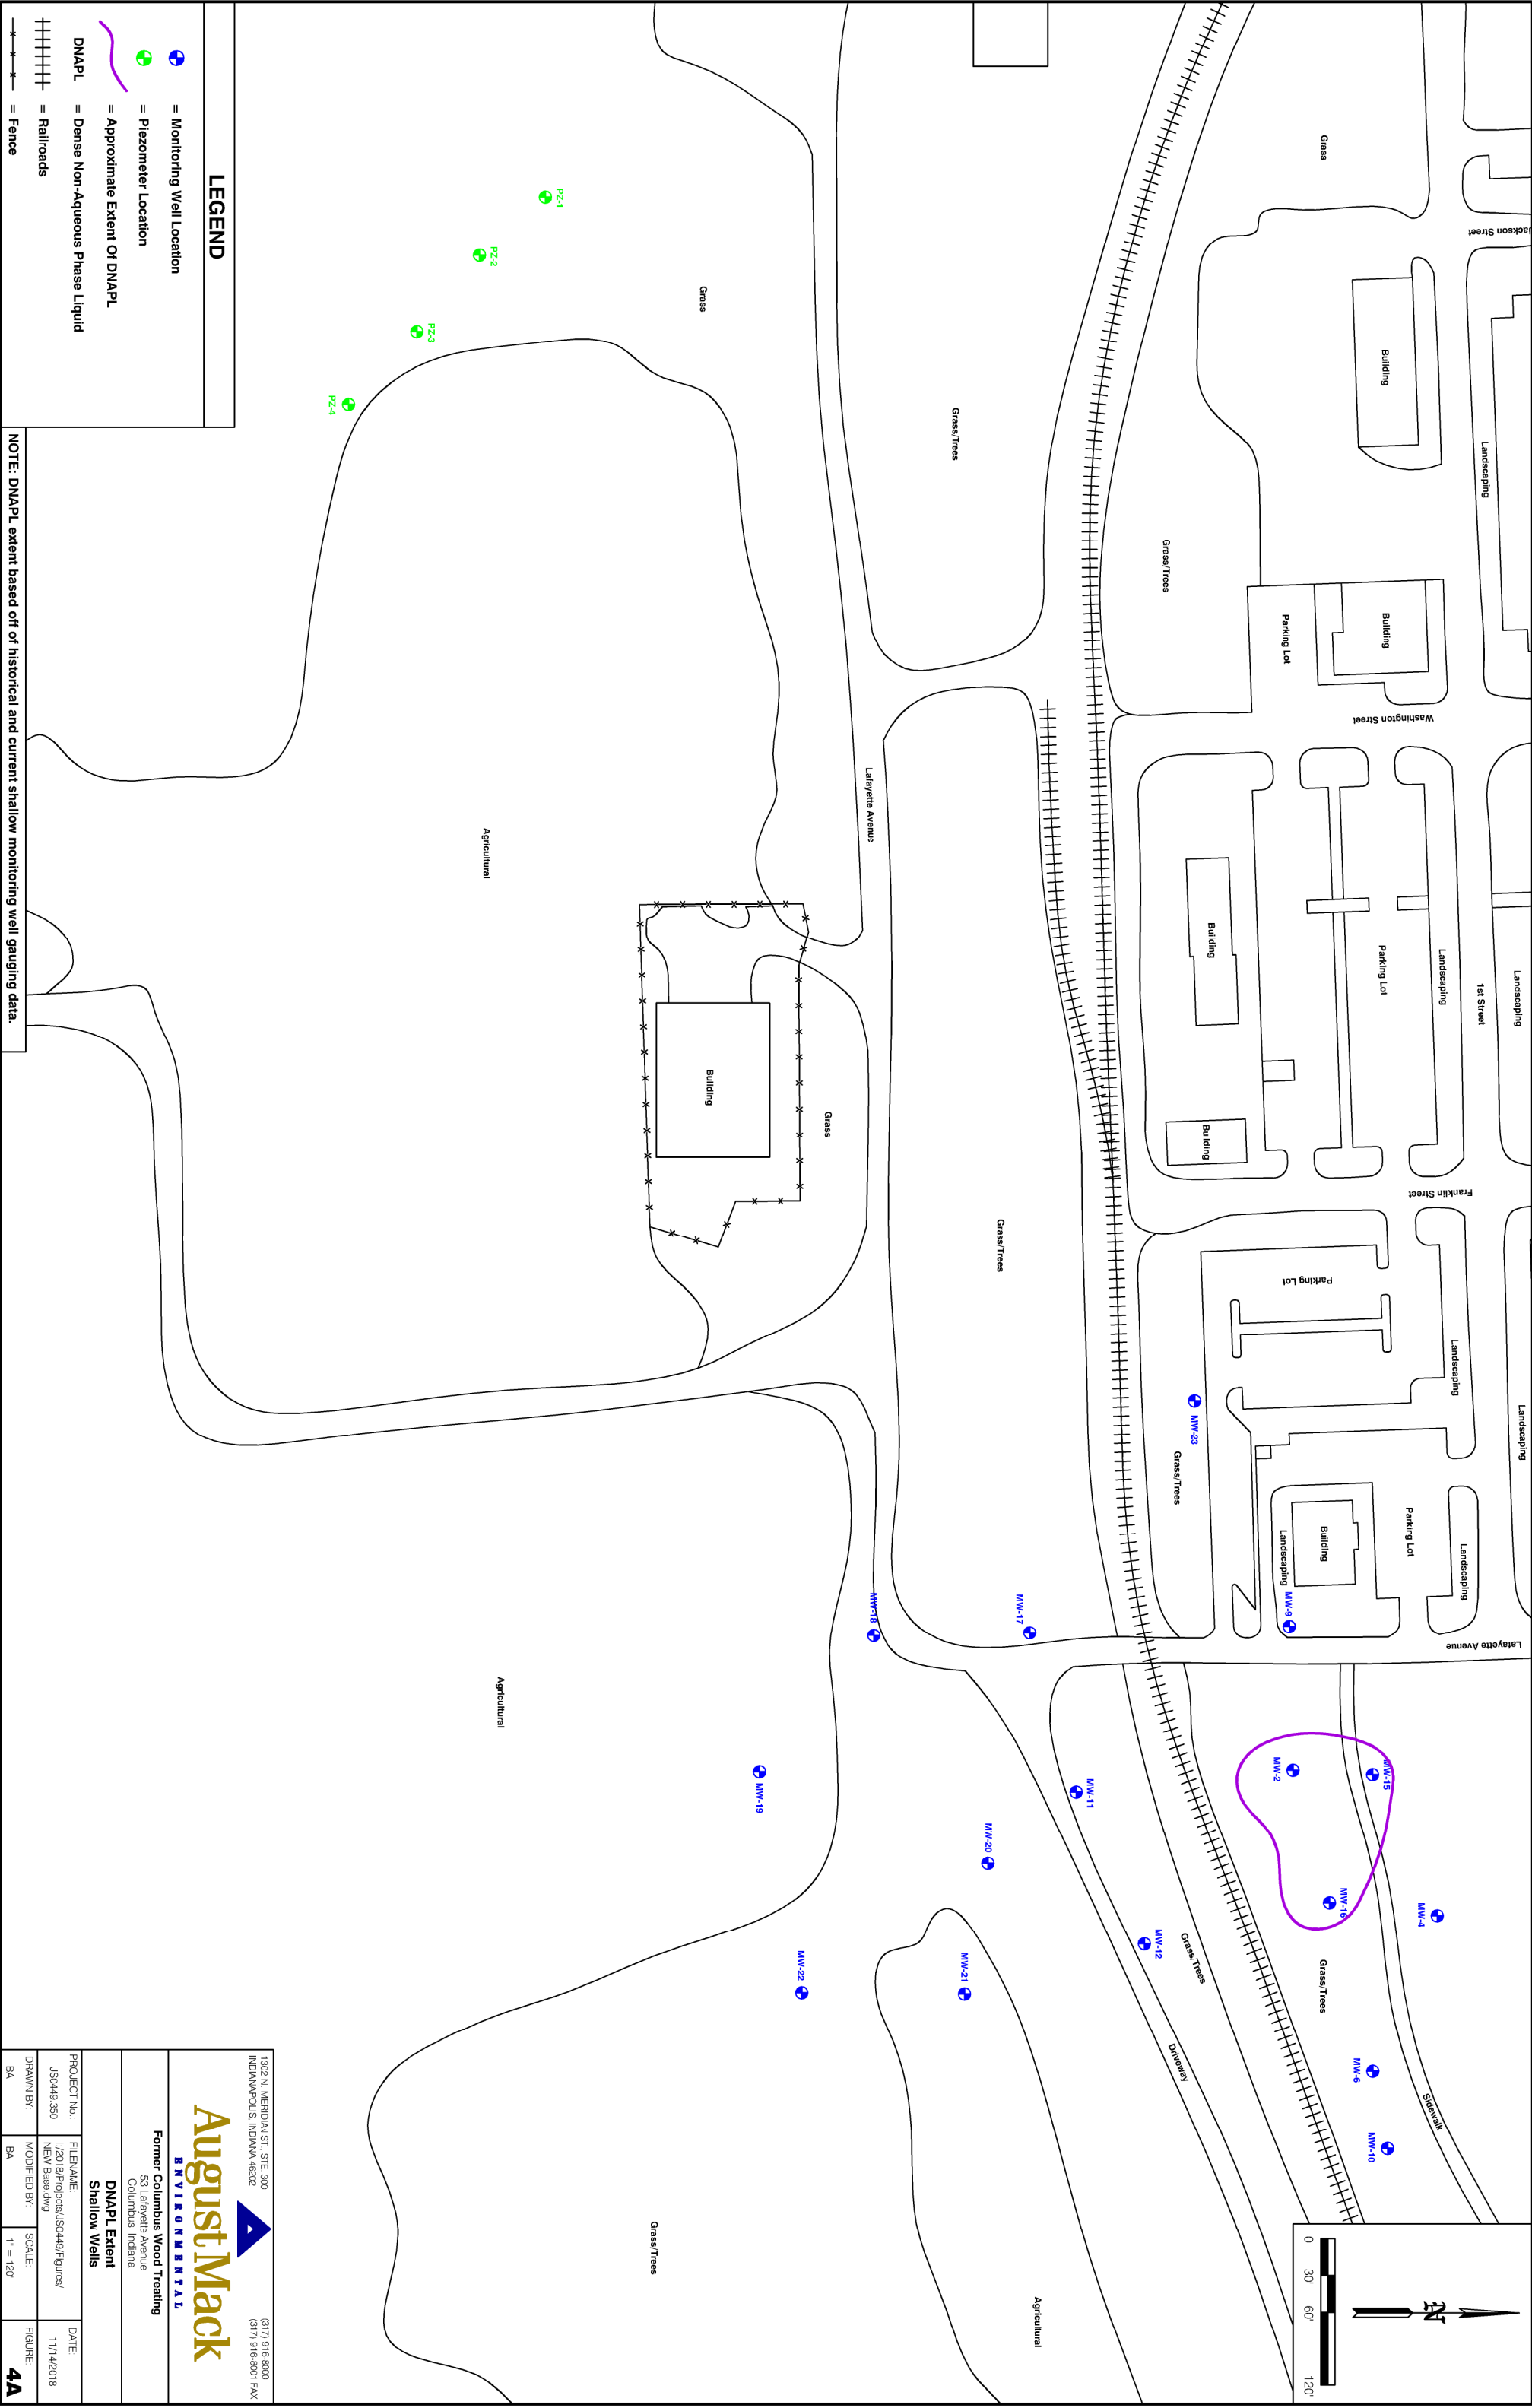 LEGEND
= Monitoring Well Location
= Piezometer Location
= Approximate Extent Of DNAPL
DNAPL = Dense Non-Aqueous Phase Liquid
= Railroads
= Fence
NOTE: DNAPL extent based off of historical and current shallow monitoring well gauging data.
Jackson Street
Grass
Building
Landscaping
Grass/Trees
Grass/Trees
Grass
PZ-1
PZ-2
PZ-3
PZ-4
Building
Parking Lot
Washington Street
Lafayette Avenue
Agricultural
Landscaping
1st Street
Landscaping
Parking Lot
Building
Building
Building
Grass
Franklin Street
Grass/Trees
Parking Lot
Landscaping
Landscaping
MW-23
Grass/Trees
Parking Lot
Landscaping
Building
Landscaping
MW-9
MW-17
MW-18
Lafayette Avenue
Agricultural
MW-15
MW-2
MW-16
MW-4
MW-11
MW-19
MW-20
MW-12
MW-21
MW-22
Grass/Trees
Grass/Trees
MW-6
MW-10
Sidewalk
Driveway
Grass/Trees
Agricultural
N
0 30' 60' 120'
1302 N. MERIDIAN ST., STE. 300
INDIANAPOLIS, INDIANA 46202
(317) 916-8000
(317) 916-8001 FAX
August Mack
ENVIRONMENTAL
Former Columbus Wood Treating
53 Lafayette Avenue
Columbus, Indiana
DNAPL Extent
Shallow Wells
PROJECT No.:
JS0449.350
FILENAME:
I:/2018/Projects/JS0449/Figures/
NEW Base.dwg
DATE:
11/14/2018
DRAWN BY:
BA
MODIFIED BY:
BA
SCALE:
1" = 120'
FIGURE:
4A